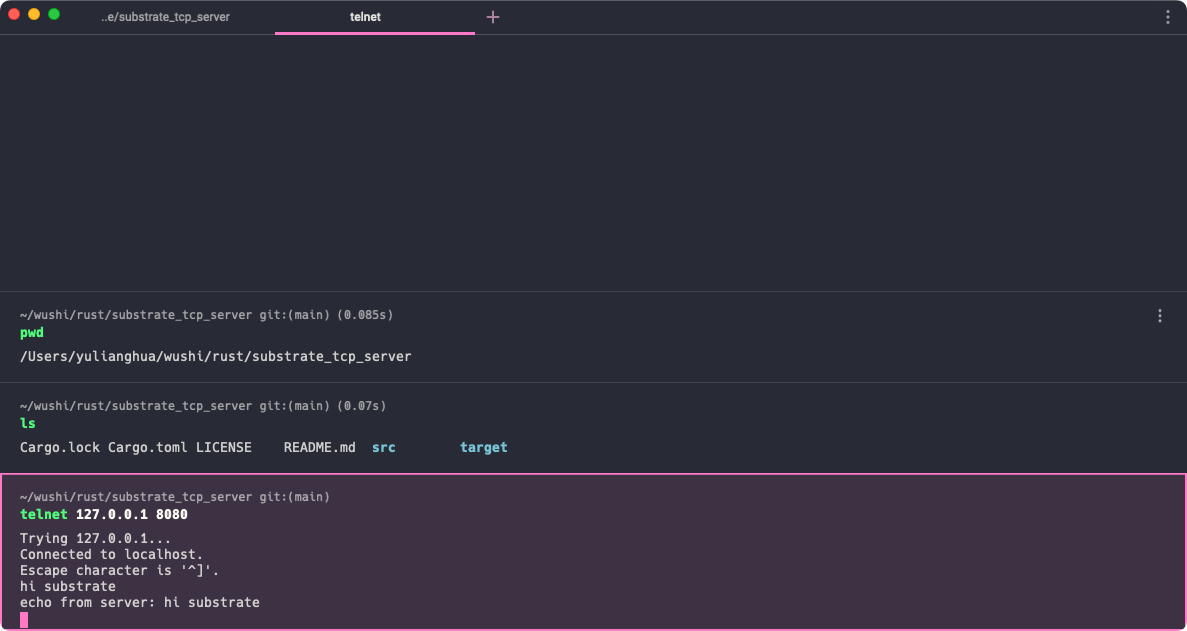 ..e/substrate_tcp_server telnet
~/wushi/rust/substrate_tcp_server git:(main) (0.085s)
pwd
/Users/yulianghua/wushi/rust/substrate_tcp_server
~/wushi/rust/substrate_tcp_server git:(main) (0.07s)
ls
Cargo.lock Cargo.toml LICENSE    README.md  src        target
~/wushi/rust/substrate_tcp_server git:(main)
telnet 127.0.0.1 8080
Trying 127.0.0.1...
Connected to localhost.
Escape character is '^]'.
hi substrate
echo from server: hi substrate